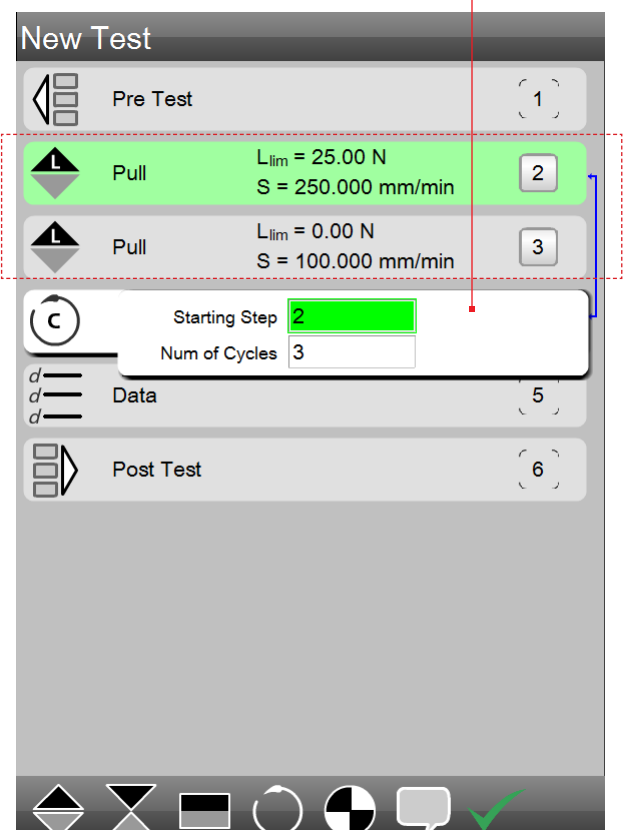 New Test
Pre Test 1
L
Pull
Llim = 25.00 N
S = 250.000 mm/min
2
L
Pull
Llim = 0.00 N
S = 100.000 mm/min
3
C
Starting Step 2
Num of Cycles 3
d
d
d
Data 5
Post Test 6